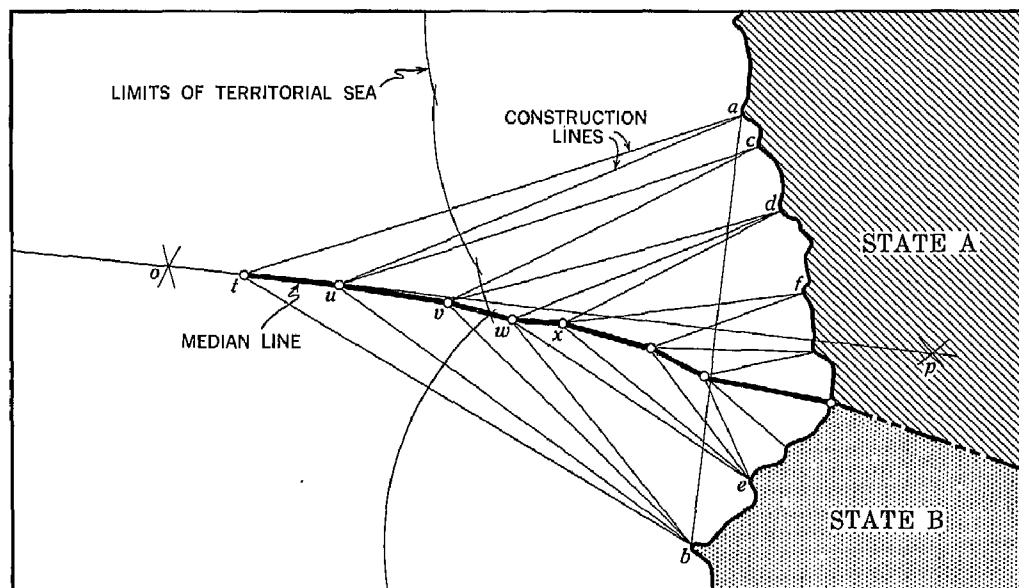 LIMITS OF TERRITORIAL SEA
CONSTRUCTION
LINES
a
c
d
STATE A
o
t
u
v
w
x
f
MEDIAN LINE
p
e
STATE B
b